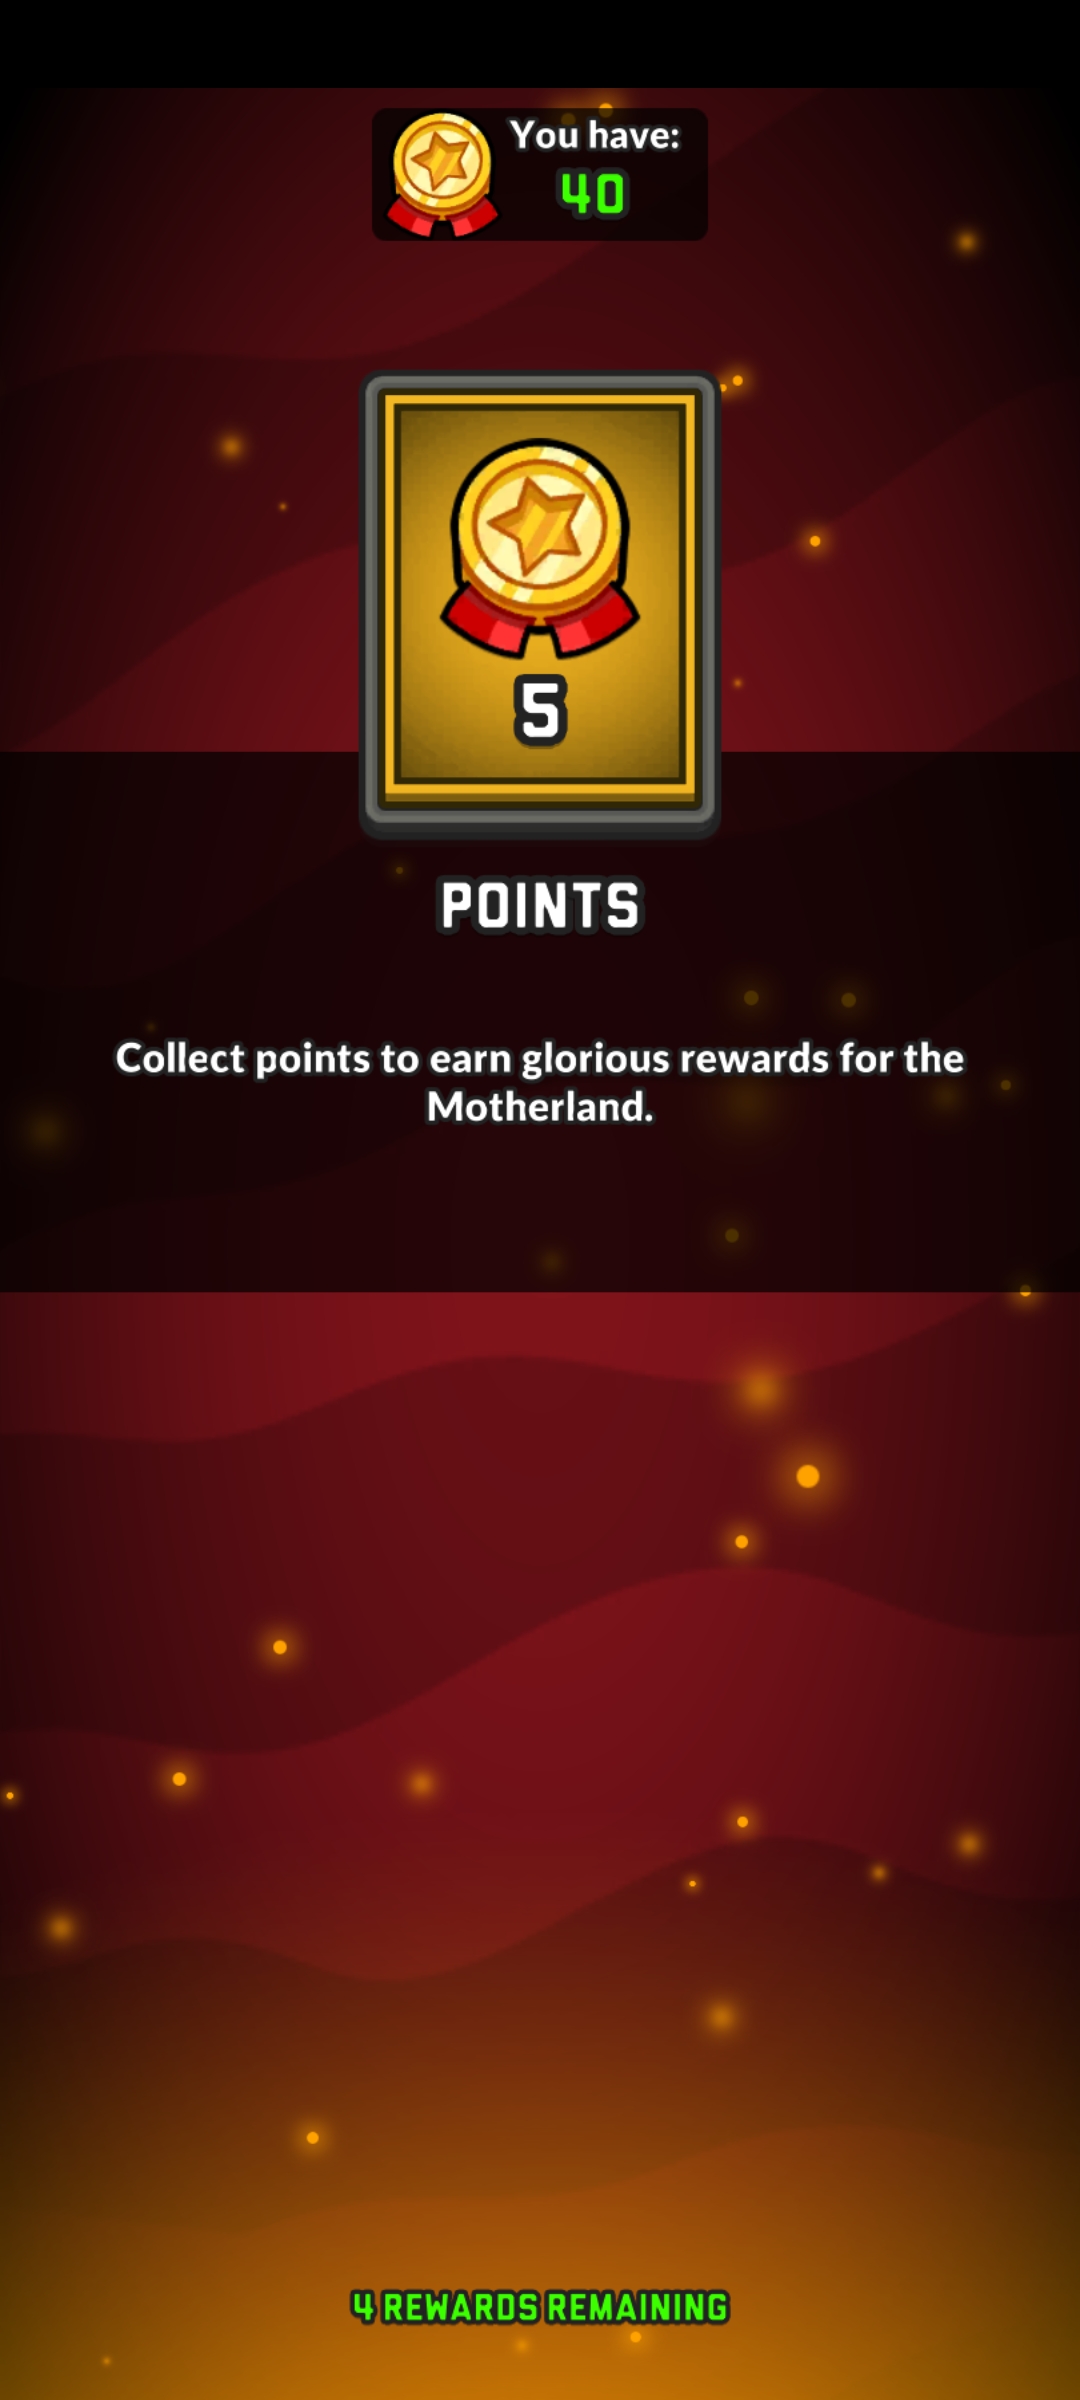 You have:
40
5
POINTS
Collect points to earn glorious rewards for the
Motherland.
4 REWARDS REMAINING